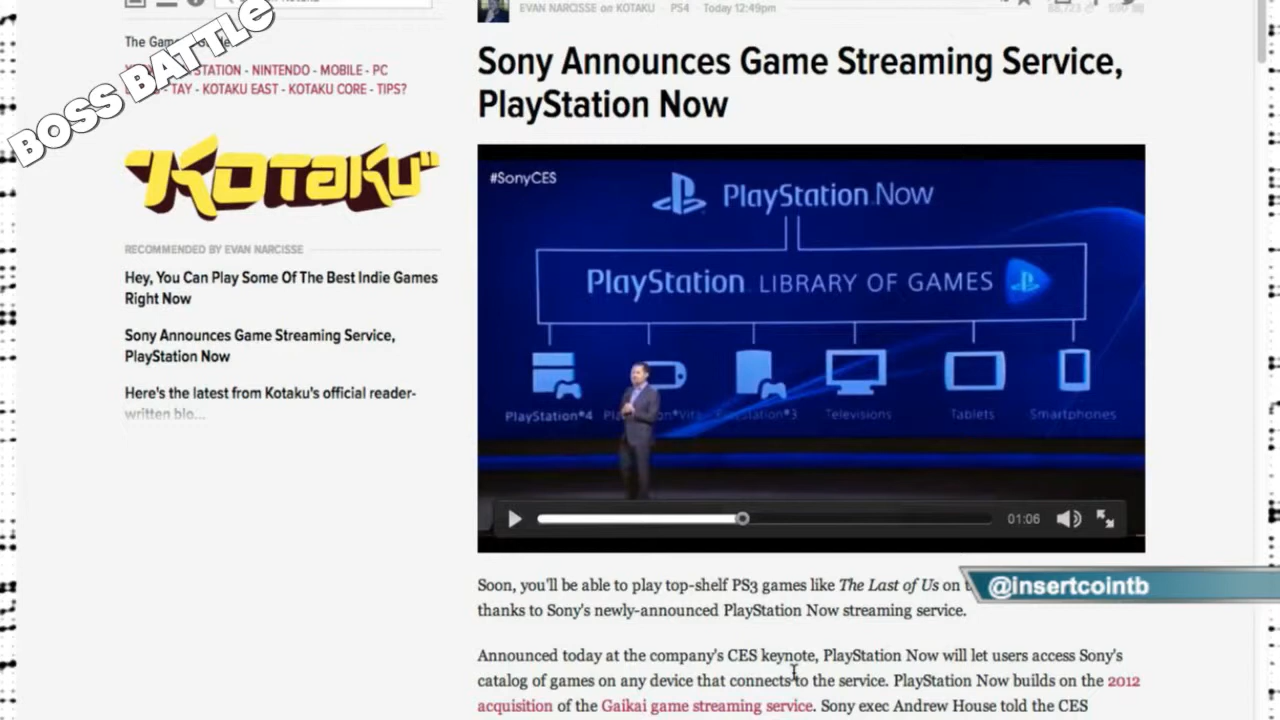 BOSS BATTLE
EVAN NARCISSE on KOTAKU PS4 Today 12:49pm
The Gam
STATION - NINTENDO - MOBILE - PC
TAY - KOTAKU EAST - KOTAKU CORE - TIPS?
"KOTAKU"
RECOMMENDED BY EVAN NARCISSE
Hey, You Can Play Some Of The Best Indie Games
Right Now
Sony Announces Game Streaming Service,
PlayStation Now
Here's the latest from Kotaku's official reader-
written blo...
Sony Announces Game Streaming Service,
PlayStation Now
#SonyCES
PlayStation Now
PlayStation LIBRARY OF GAMES
PlayStation®4 PlayStation®3 Televisions Tablets Smartphones
01:06
Soon, you'll be able to play top-shelf PS3 games like The Last of Us on
thanks to Sony's newly-announced PlayStation Now streaming service.
@insertcointb
Announced today at the company's CES keynote, PlayStation Now will let users access Sony's
catalog of games on any device that connects to the service. PlayStation Now builds on the 2012
acquisition of the Gaikai game streaming service. Sony exec Andrew House told the CES